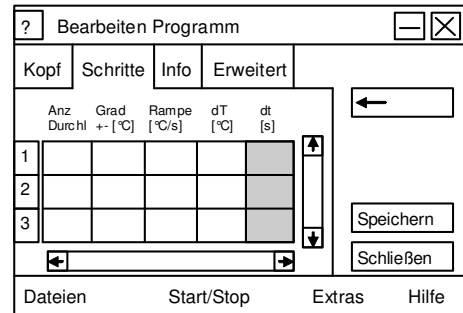 ? Bearbeiten Programm
Kopf Schritte Info Erweitert
Anz Grad Rampe dT dt
Durchl +- [°C] [°C/s] [°C] [s]
1
2
3
Speichern
Schließen
Dateien Start/Stop Extras Hilfe